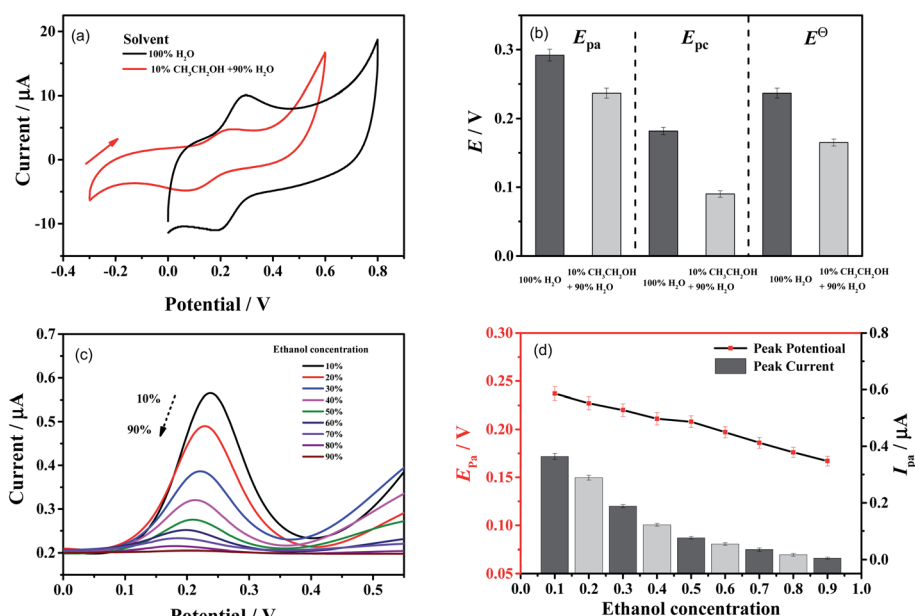 (a)
Solvent
100% H₂O
10% CH₃CH₂OH +90% H₂O
Current / μA
20
10
0
-10
-0.4 -0.2 0.0 0.2 0.4 0.6 0.8
Potential / V
(b)
Epa Epc E⊖
E / V
0.3
0.2
0.1
0.0
100% H₂O 10% CH₃CH₂OH + 90% H₂O 100% H₂O 10% CH₃CH₂OH + 90% H₂O 100% H₂O 10% CH₃CH₂OH + 90% H₂O
(c)
Ethanol concentration
10%
20%
30%
40%
50%
60%
70%
80%
90%
10%
90%
Current / μA
0.7
0.6
0.5
0.4
0.3
0.2
0.1
0.0 0.1 0.2 0.3 0.4 0.5
Potential / V
(d)
Peak Potentioal
Peak Current
EPa / V
0.30
0.25
0.20
0.15
0.10
0.05
Ipa / μA
0.8
0.6
0.4
0.2
0.0
0.0 0.1 0.2 0.3 0.4 0.5 0.6 0.7 0.8 0.9 1.0
Ethanol concentration